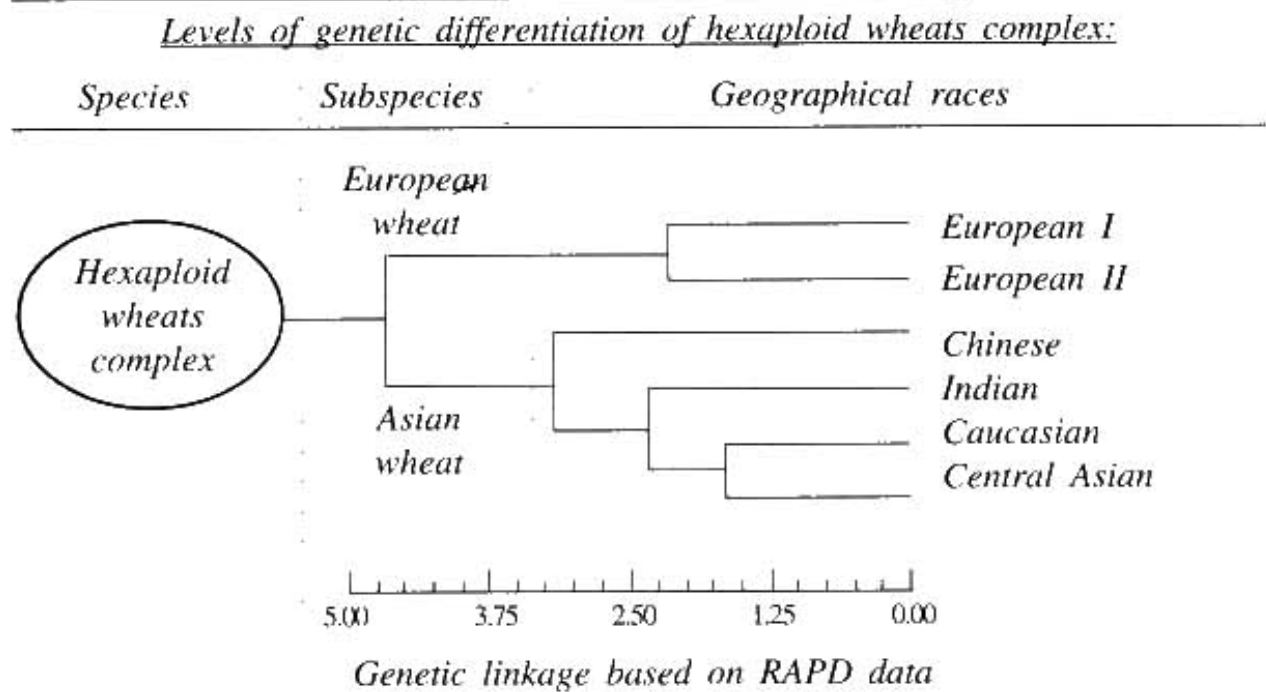 Levels of genetic differentiation of hexaploid wheats complex:
Species Subspecies Geographical races
European
wheat
Hexaploid
wheats
complex
Asian
wheat
European I
European II
Chinese
Indian
Caucasian
Central Asian
5.00 3.75 2.50 1.25 0.00
Genetic linkage based on RAPD data